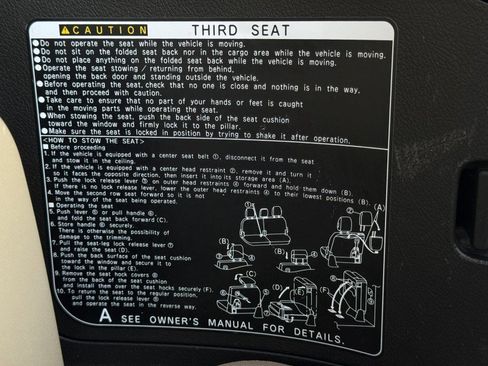 ⚠CAUTION THIRD SEAT
●Do not operate the seat while the vehicle is moving.
●Do not sit on the folded seat back nor in the cargo area while the vehicle is moving.
●Do not place anything on the folded seat back while the vehicle is moving.
●Operate the seat stowing / returning from behind,
opening the back door and standing outside the vehicle.
●Before operating the seat, check that no one is close and nothing is in the way,
and then proceed with caution.
●Take care to ensure that no part of your hands or feet is caught
in the moving parts while operating the seat.
●When stowing the seat, push the back side of the seat cushion
toward the window and firmly lock it to the pillar.
●Make sure the seat is locked in position by trying to shake it after operation.
<HOW TO STOW THE SEAT>
■ Before proceeding
1. If the vehicle is equipped with a center seat belt ①, disconnect it from the seat
and stow it in the ceiling.
2. If the vehicle is equipped with a center head restraint ②, remove it and turn it
so it faces the opposite direction, then insert it into its storage area (A).
3. Push the lock release lever ③ or outer head restraints ④ forward and hold them down (B).
If there is no lock release lever, lower the outer head restraints ④ to their lowest positions (B).
4. Move the second row seat forward so it is not
in the way of the seat being operated.
■ Operating the seat
5. Push lever ⑤ or pull handle ⑥,
and fold the seat back forward (C).
6. Store handle ⑥ securely.
There is otherwise the possibility of
damage to the trimming.
7. Pull the seat-leg lock release lever ⑦
and raise the seat (D).
8. Push the back surface of the seat cushion
toward the window and secure it to
the lock in the pillar (E).
9. Remove the seat hock covers ⑧
from the back of the seat cushion
and install them over the seat hocks securely (F).
10. To return the seat to the regular position,
pull the lock release lever ⑨
and operate the seat in the reverse way.
(A)
(B)
(B)
(C)
(D)
(E)
(F)
(F)
A SEE OWNER'S MANUAL FOR DETAILS.